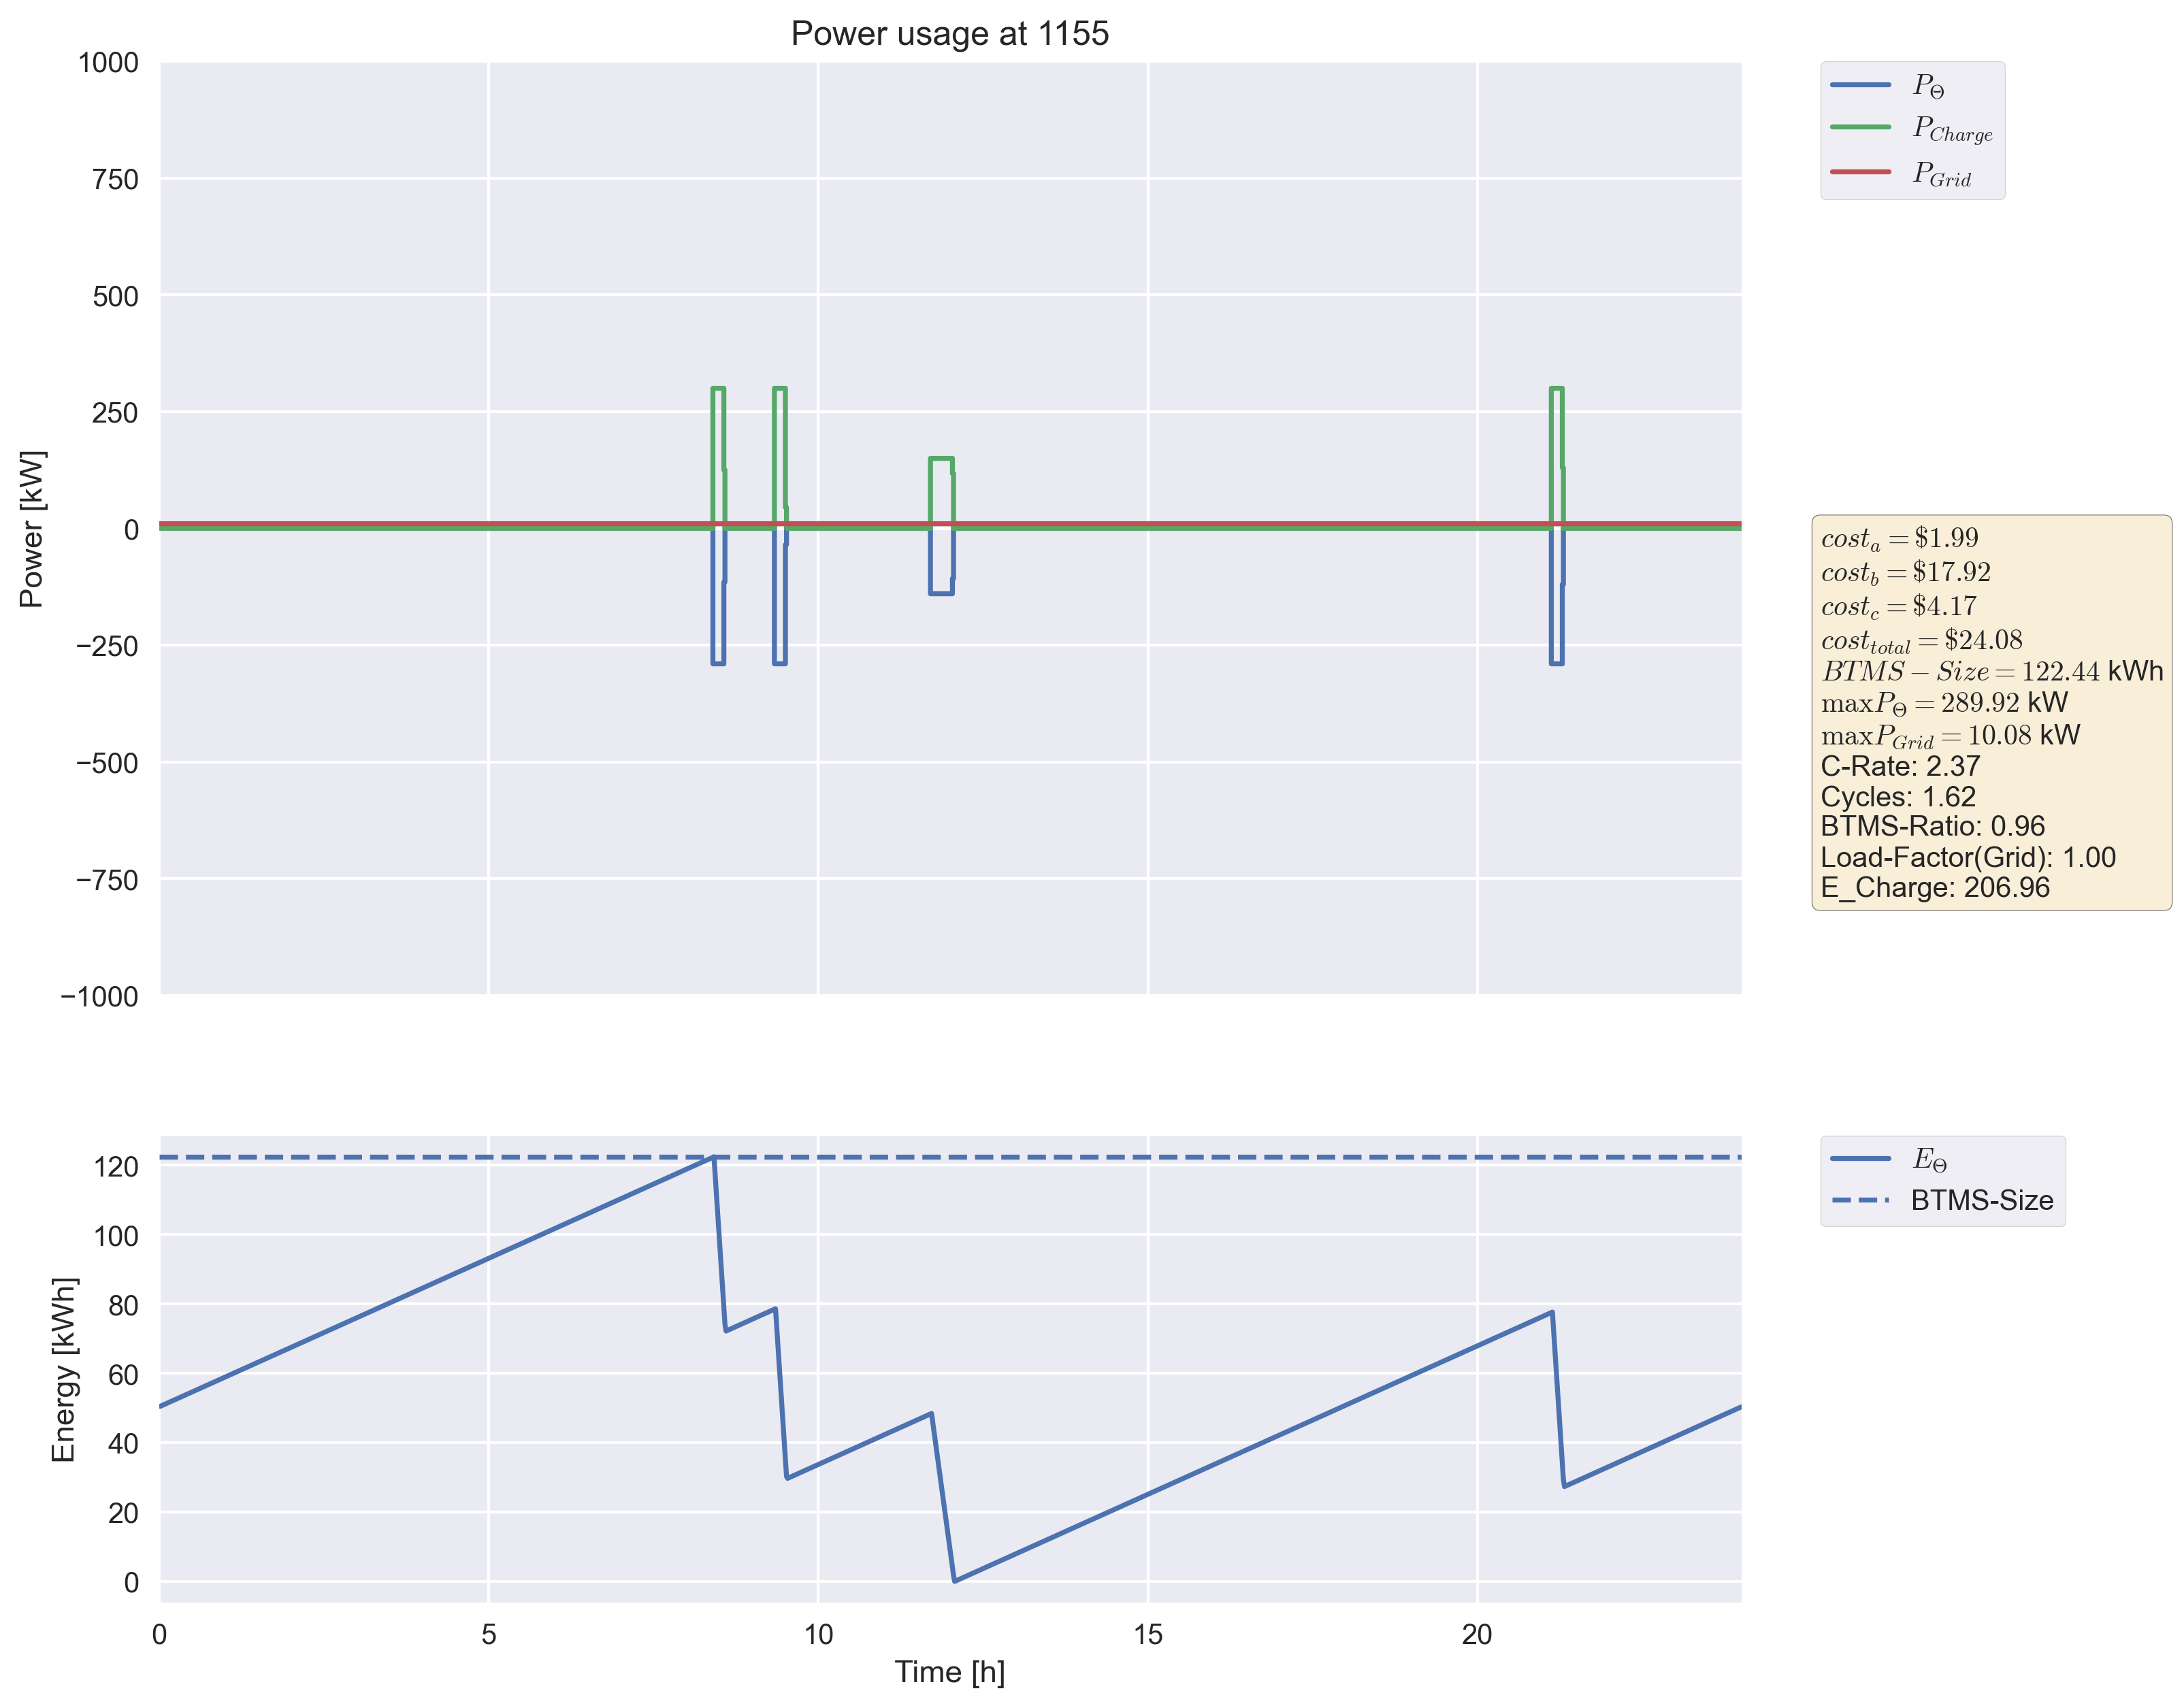 Power usage at 1155
1000
750
500
250
0
−250
−500
−750
−1000
Power [kW]
P_Θ
P_Charge
P_Grid
cost_a = $1.99
cost_b = $17.92
cost_c = $4.17
cost_total = $24.08
BTMS − Size = 122.44 kWh
maxP_Θ = 289.92 kW
maxP_Grid = 10.08 kW
C-Rate: 2.37
Cycles: 1.62
BTMS-Ratio: 0.96
Load-Factor(Grid): 1.00
E_Charge: 206.96
120
100
80
60
40
20
0
Energy [kWh]
E_Θ
BTMS-Size
0 5 10 15 20
Time [h]